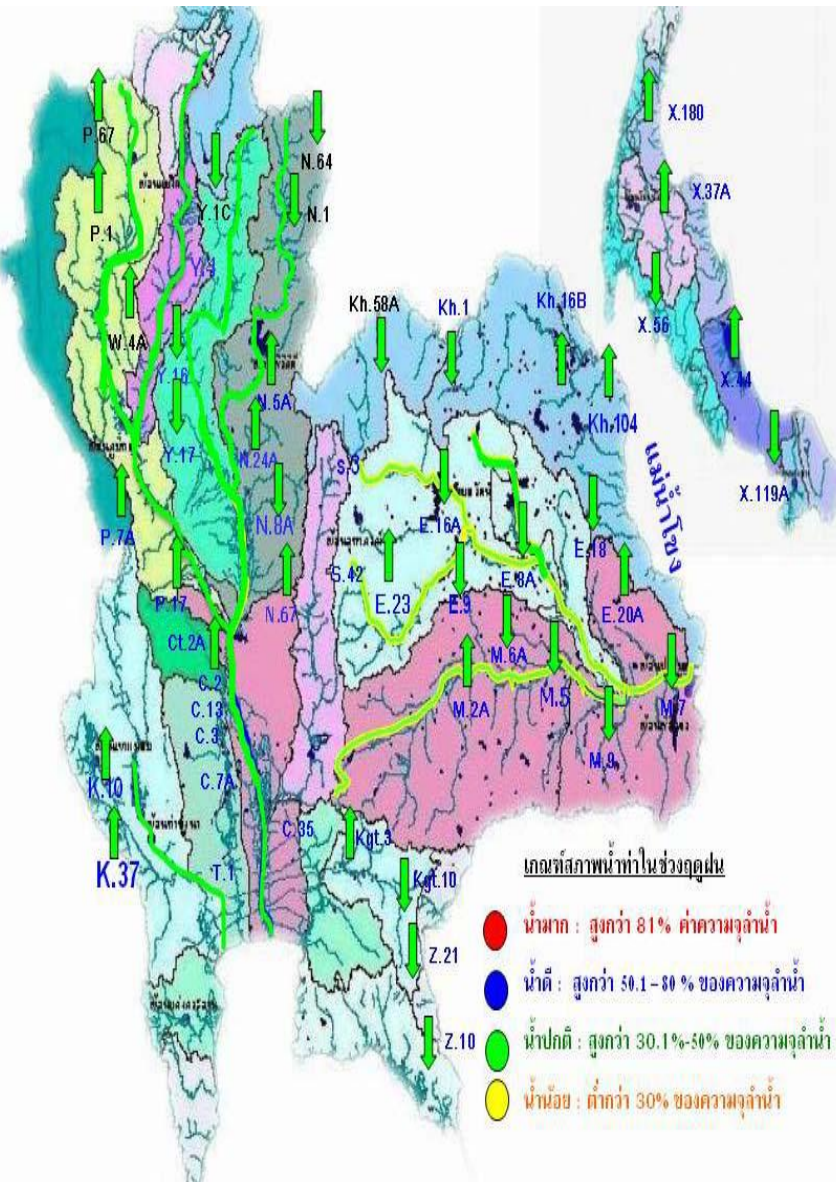 P.67
P.1
W.4A
Y.1C
N.64
N.1
Y.4
Y.16
Y.17
N.5A
N.24A
N.8A
N.67
P.7A
P.17
Ct.2A
C.2
C.13
C.3
C.7A
C.35
T.1
K.10
K.37
Kh.58A
Kh.1
Kh.16B
Kh.104
แม่น้ำโขง
s.3
S.42
E.16A
E.23
E.9
E.8A
E.18
E.20A
M.6A
M.2A
M.5
M.9
M.7
Kgt.3
Kgt.10
Z.21
Z.10
X.180
X.37A
X.56
X.44
X.119A
เกณฑ์สภาพน้ำท่าในช่วงฤดูฝน
น้ำมาก : สูงกว่า 81% ค่าความจุลำน้ำ
น้ำดี : สูงกว่า 50.1 - 80 % ของความจุลำน้ำ
น้ำปกติ : สูงกว่า 30.1%-50% ของความจุลำน้ำ
น้ำน้อย : ต่ำกว่า 30% ของความจุลำน้ำ